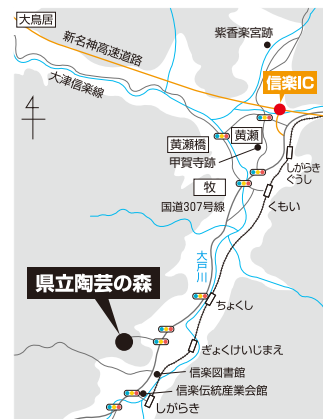 大鳥居
紫香楽宮跡
新名神高速道路
信楽IC
大津信楽線
黄瀬橋
黄瀬
甲賀寺跡
しがらき
ぐうし
牧
くもい
国道307号線
大戸川
県立陶芸の森
ちょくし
ぎょくけいじまえ
信楽図書館
信楽伝統産業会館
しがらき